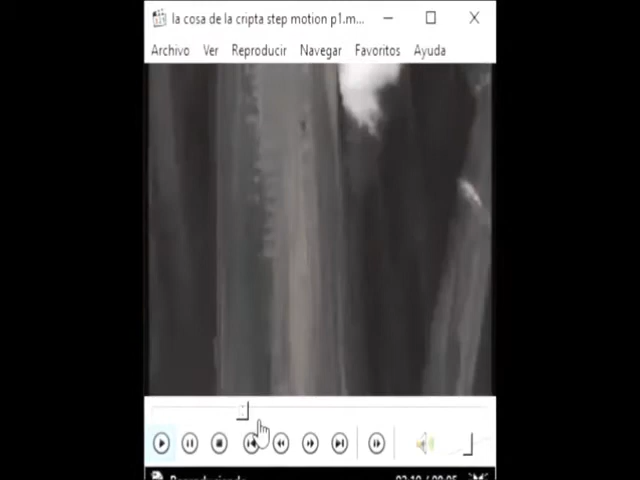 la cosa de la cripta step motion p1.m...
Archivo Ver Reproducir Navegar Favoritos Ayuda